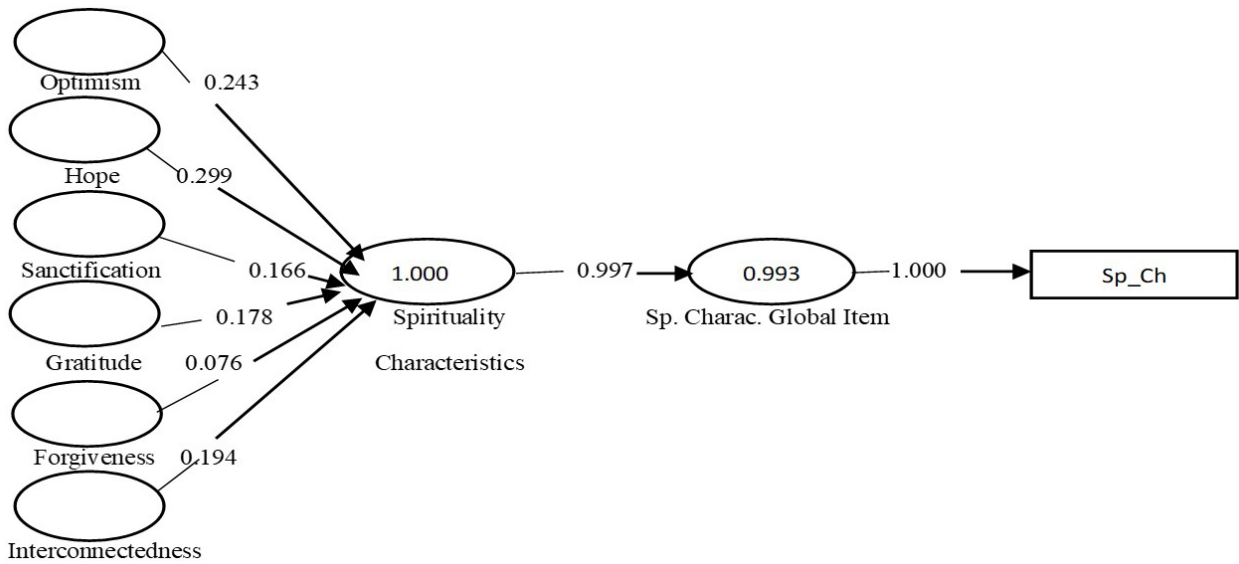 Optimism 0.243
Hope 0.299
Sanctification 0.166 1.000 0.997 0.993 1.000 Sp_Ch
Gratitude 0.178 Spirituality Sp. Charac. Global Item
Characteristics
0.076
Forgiveness 0.194
Interconnectedness